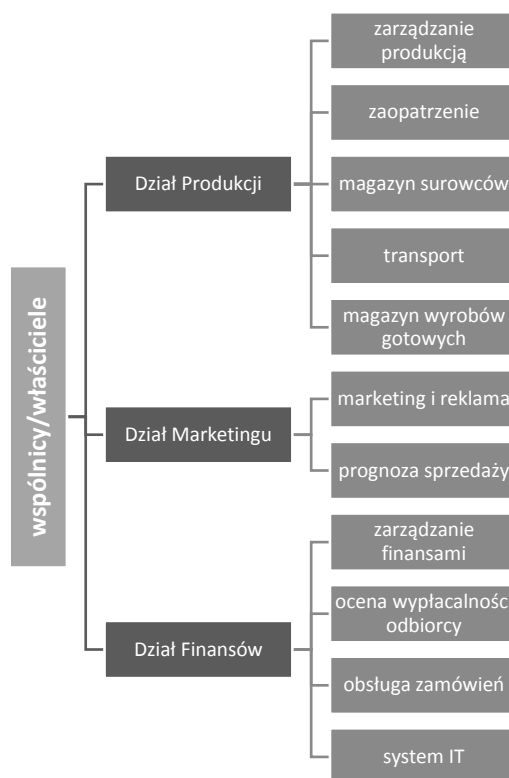 wspólnicy/właściciele
Dział Produkcji
zarządzanie
produkcją
zaopatrzenie
magazyn surowców
transport
magazyn wyrobów
gotowych
Dział Marketingu
marketing i reklama
prognoza sprzedaży
Dział Finansów
zarządzanie
finansami
ocena wypłacalnośc
odbiorcy
obsługa zamówień
system IT